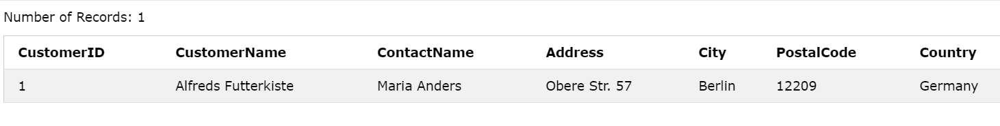 Number of Records: 1
CustomerID CustomerName ContactName Address City PostalCode Country
1 Alfreds Futterkiste Maria Anders Obere Str. 57 Berlin 12209 Germany